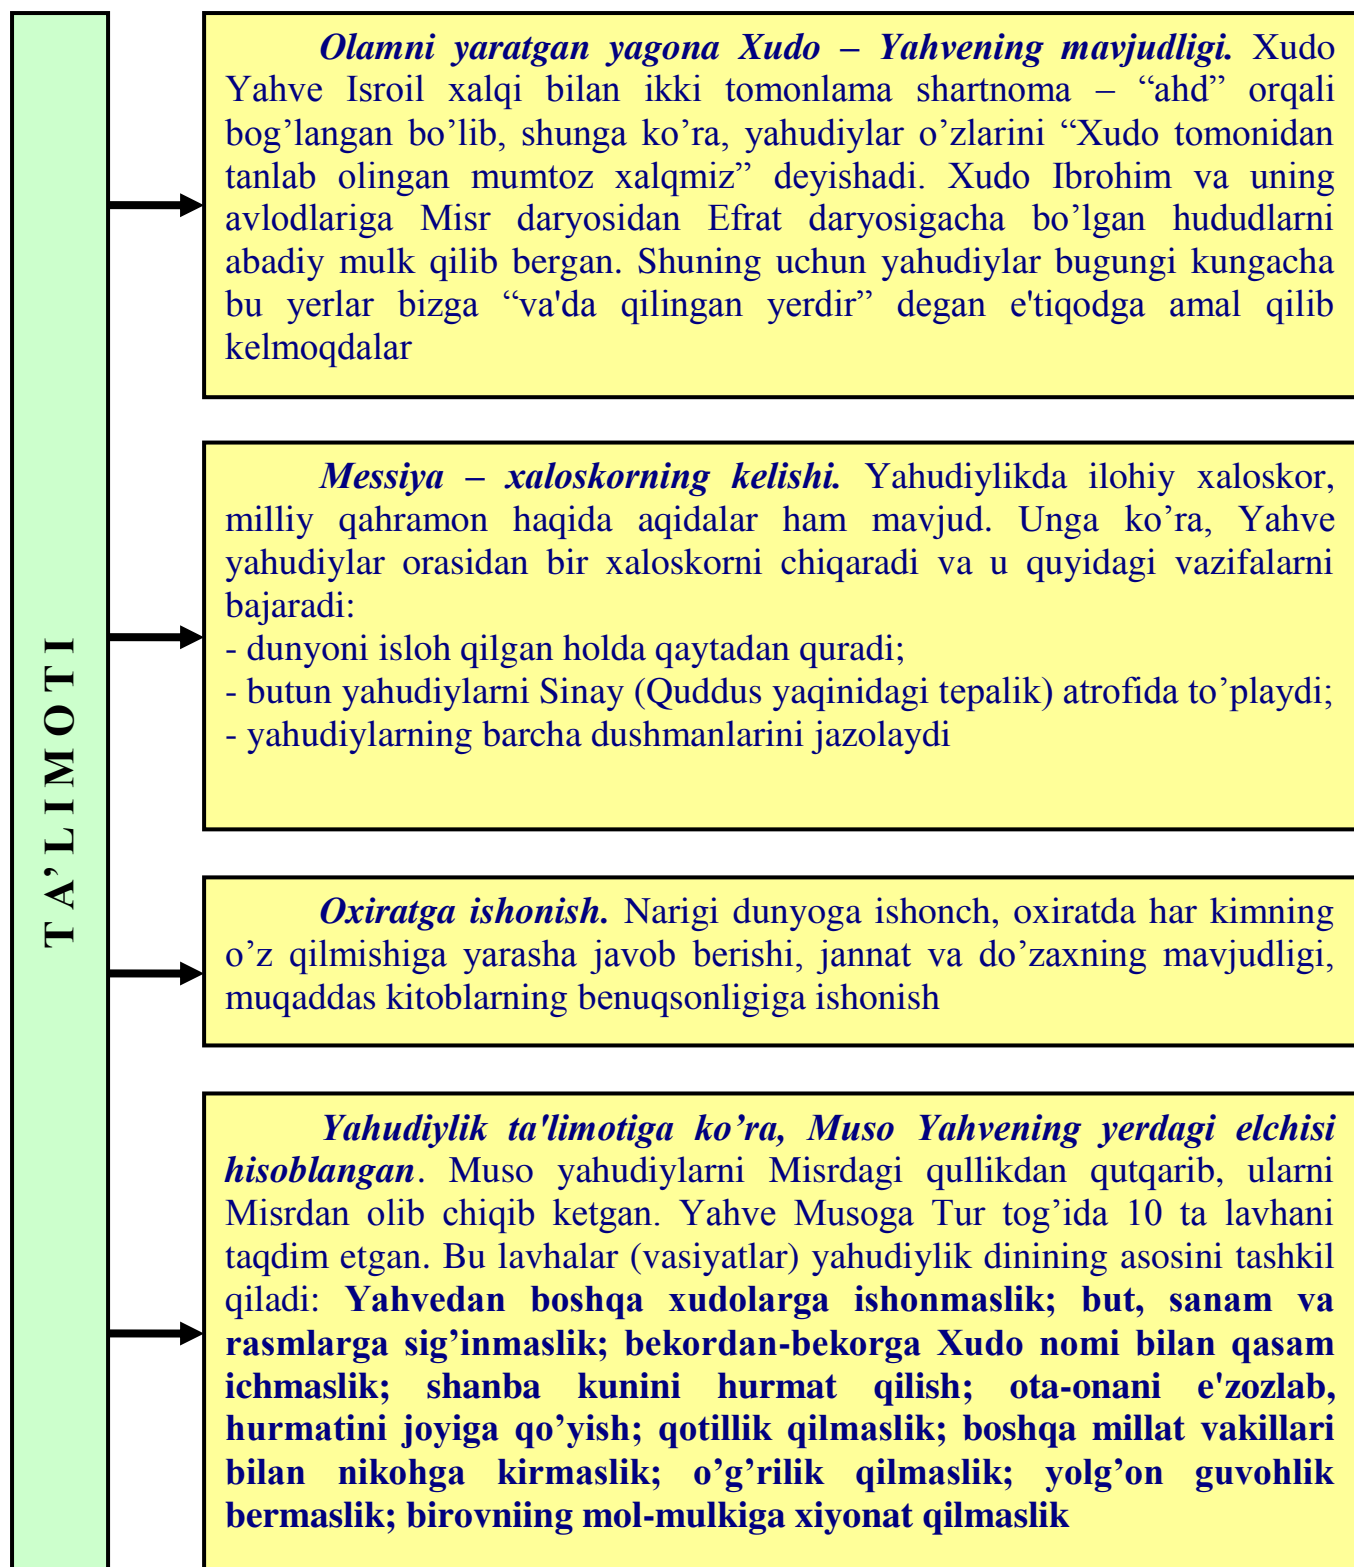 TA’LIMOTI
Olamni yaratgan yagona Xudo – Yahvening mavjudligi. Xudo
Yahve Isroil xalqi bilan ikki tomonlama shartnoma – “ahd” orqali
bog’langan bo’lib, shunga ko’ra, yahudiylar o’zlarini “Xudo tomonidan
tanlab olingan mumtoz xalqmiz” deyishadi. Xudo Ibrohim va uning
avlodlariga Misr daryosidan Efrat daryosigacha bo’lgan hududlarni
abadiy mulk qilib bergan. Shuning uchun yahudiylar bugungi kungacha
bu yerlar bizga “va'da qilingan yerdir” degan e'tiqodga amal qilib
kelmoqdalar
Messiya – xaloskorning kelishi. Yahudiylikda ilohiy xaloskor,
milliy qahramon haqida aqidalar ham mavjud. Unga ko’ra, Yahve
yahudiylar orasidan bir xaloskorni chiqaradi va u quyidagi vazifalarni
bajaradi:
- dunyoni isloh qilgan holda qaytadan quradi;
- butun yahudiylarni Sinay (Quddus yaqinidagi tepalik) atrofida to’playdi;
- yahudiylarning barcha dushmanlarini jazolaydi
Oxiratga ishonish. Narigi dunyoga ishonch, oxiratda har kimning
o’z qilmishiga yarasha javob berishi, jannat va do’zaxning mavjudligi,
muqaddas kitoblarning benuqsonligiga ishonish
Yahudiylik ta'limotiga ko’ra, Muso Yahvening yerdagi elchisi
hisoblangan. Muso yahudiylarni Misrdagi qullikdan qutqarib, ularni
Misrdan olib chiqib ketgan. Yahve Musoga Tur tog’ida 10 ta lavhani
taqdim etgan. Bu lavhalar (vasiyatlar) yahudiylik dinining asosini tashkil
qiladi: Yahvedan boshqa xudolarga ishonmaslik; but, sanam va
rasmlarga sig’inmaslik; bekordan-bekorga Xudo nomi bilan qasam
ichmaslik; shanba kunini hurmat qilish; ota-onani e'zozlab,
hurmatini joyiga qo’yish; qotillik qilmaslik; boshqa millat vakillari
bilan nikohga kirmaslik; o’g’rilik qilmaslik; yolg’on guvohlik
bermaslik; birovniing mol-mulkiga xiyonat qilmaslik